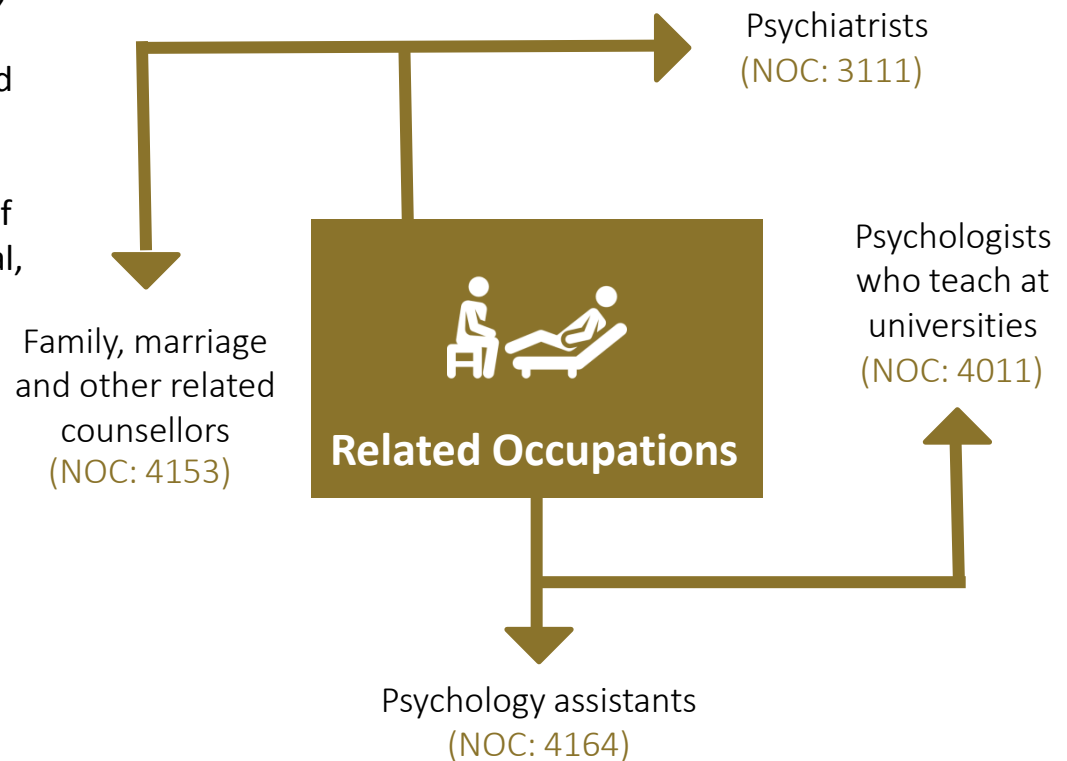 d
f
al,
Psychiatrists
(NOC: 3111)
Family, marriage
and other related
counsellors
(NOC: 4153)
Related Occupations
Psychologists
who teach at
universities
(NOC: 4011)
Psychology assistants
(NOC: 4164)